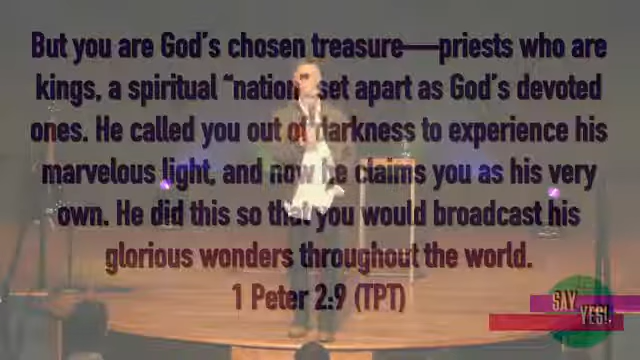 But you are God's chosen treasure—priests who are
kings, a spiritual "nation" set apart as God's devoted
ones. He called you out of darkness to experience his
marvelous light, and now he claims you as his very
own. He did this so that you would broadcast his
glorious wonders throughout the world.
1 Peter 2:9 (TPT)
SAY
YES!